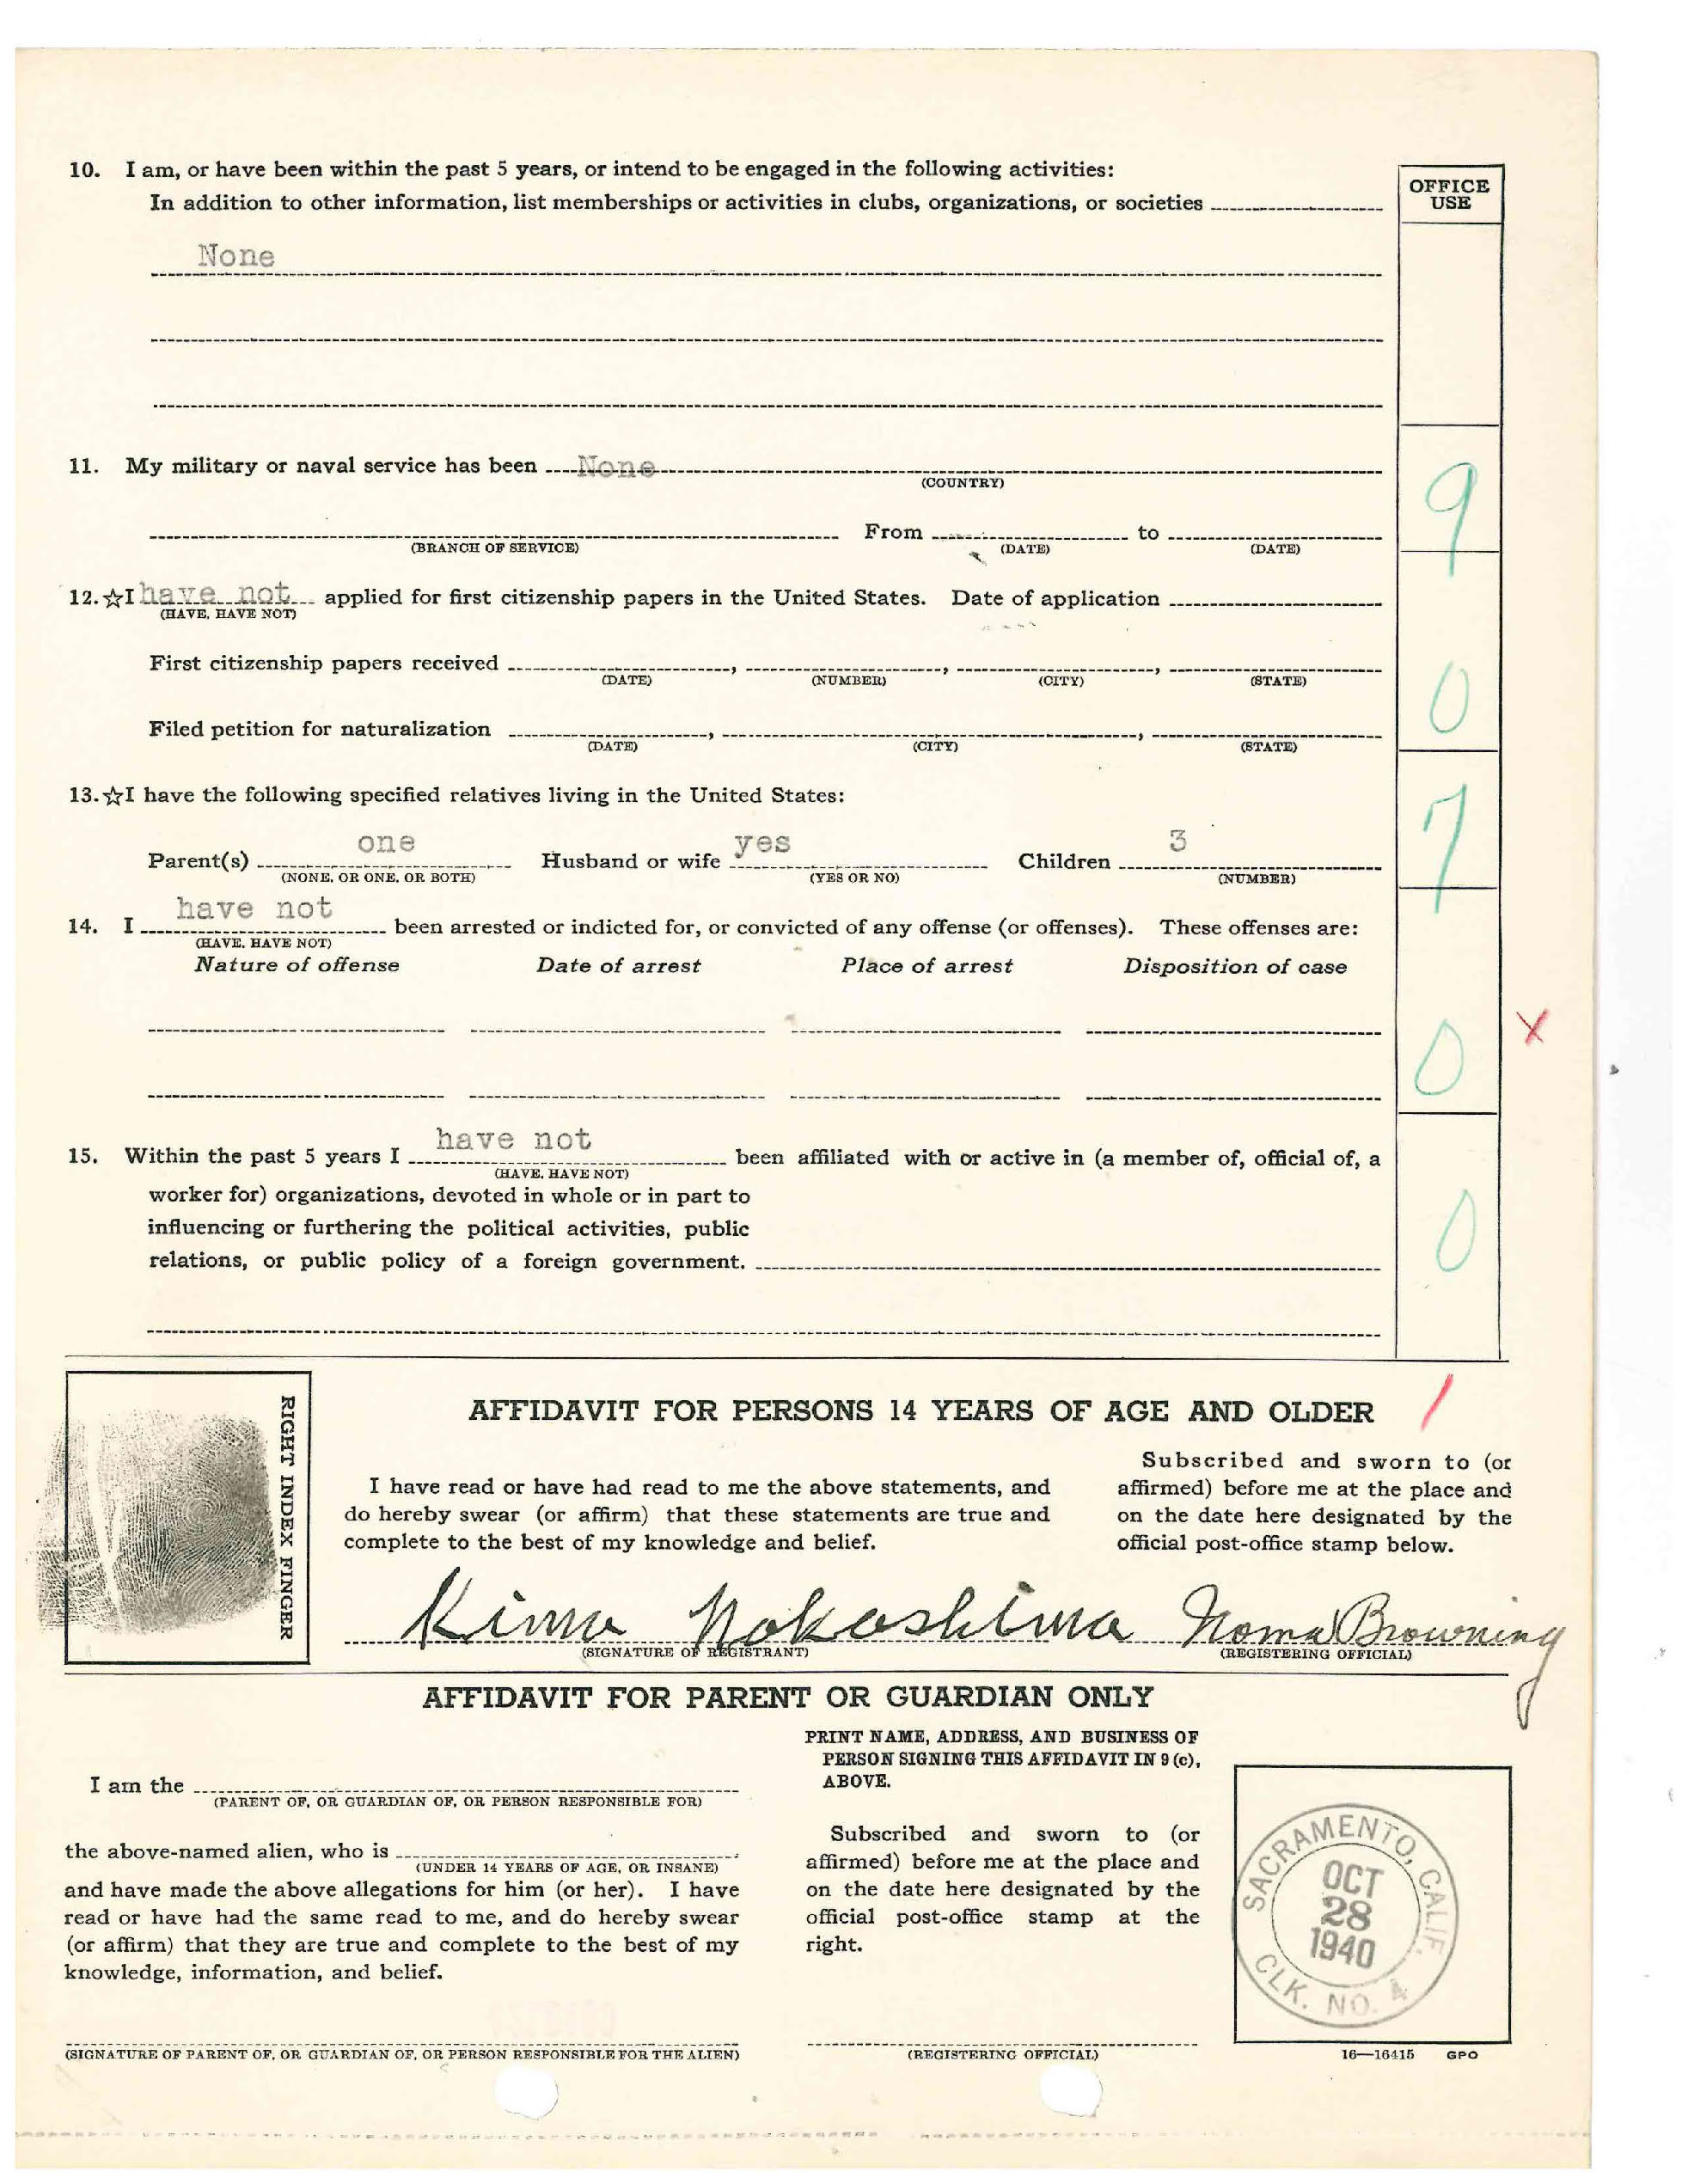 10. I am, or have been within the past 5 years, or intend to be engaged in the following activities:
In addition to other information, list memberships or activities in clubs, organizations, or societies
None
OFFICE USE
11. My military or naval service has been None
(COUNTRY)
9
From to
(BRANCH OF SERVICE) (DATE) (DATE)
12. ☆I have not applied for first citizenship papers in the United States. Date of application
(HAVE, HAVE NOT)
First citizenship papers received , , ,
(DATE) (NUMBER) (CITY) (STATE)
0
Filed petition for naturalization , ,
(DATE) (CITY) (STATE)
13. ☆I have the following specified relatives living in the United States:
7
Parent(s) one Husband or wife yes Children 3
(NONE, OR ONE, OR BOTH) (YES OR NO) (NUMBER)
14. I have not been arrested or indicted for, or convicted of any offense (or offenses). These offenses are:
(HAVE, HAVE NOT)
Nature of offense Date of arrest Place of arrest Disposition of case
0 X
15. Within the past 5 years I have not been affiliated with or active in (a member of, official of, a
(HAVE, HAVE NOT)
worker for) organizations, devoted in whole or in part to
influencing or furthering the political activities, public
relations, or public policy of a foreign government.
0
RIGHT INDEX FINGER
AFFIDAVIT FOR PERSONS 14 YEARS OF AGE AND OLDER
I have read or have had read to me the above statements, and
do hereby swear (or affirm) that these statements are true and
complete to the best of my knowledge and belief.
Subscribed and sworn to (or
affirmed) before me at the place and
on the date here designated by the
official post-office stamp below.
Kima Nakashima Noma Browning
(SIGNATURE OF REGISTRANT) (REGISTERING OFFICIAL)
AFFIDAVIT FOR PARENT OR GUARDIAN ONLY
I am the
(PARENT OF, OR GUARDIAN OF, OR PERSON RESPONSIBLE FOR)
the above-named alien, who is ;
(UNDER 14 YEARS OF AGE, OR INSANE)
and have made the above allegations for him (or her). I have
read or have had the same read to me, and do hereby swear
(or affirm) that they are true and complete to the best of my
knowledge, information, and belief.
(SIGNATURE OF PARENT OF, OR GUARDIAN OF, OR PERSON RESPONSIBLE FOR THE ALIEN)
PRINT NAME, ADDRESS, AND BUSINESS OF
PERSON SIGNING THIS AFFIDAVIT IN 9 (c),
ABOVE.
Subscribed and sworn to (or
affirmed) before me at the place and
on the date here designated by the
official post-office stamp at the
right.
(REGISTERING OFFICIAL)
SACRAMENTO, CALIF.
OCT
28
1940
CLK. NO. 4
16—16415 GPO